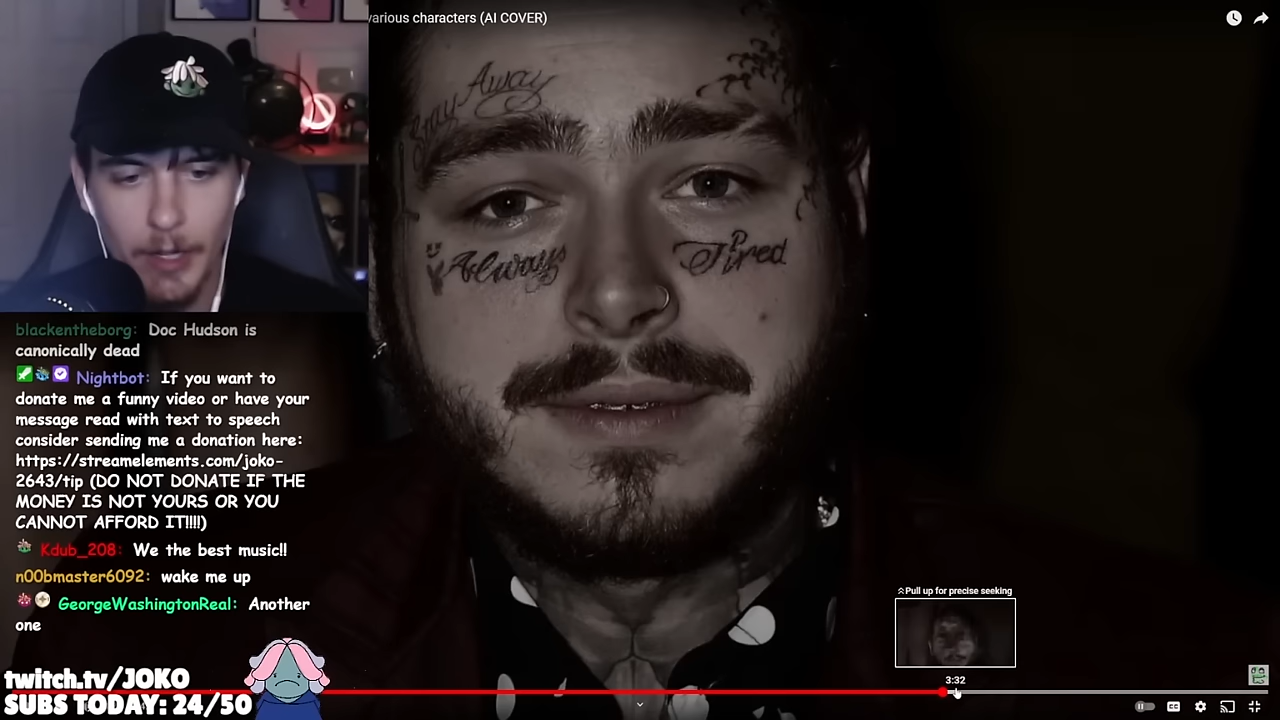 various characters (AI COVER)
Stay Away
Always
Tired
blackentheborg: Doc Hudson is
canonically dead
Nightbot: If you want to
donate me a funny video or have your
message read with text to speech
consider sending me a donation here:
https://streamelements.com/joko-
2643/tip (DO NOT DONATE IF THE
MONEY IS NOT YOURS OR YOU
CANNOT AFFORD IT!!!!)
Kdub_208: We the best music!!
n00bmaster6092: wake me up
GeorgeWashingtonReal: Another
one
Pull up for precise seeking
3:32
twitch.tv/JOKO
SUBS TODAY: 24/50
CC